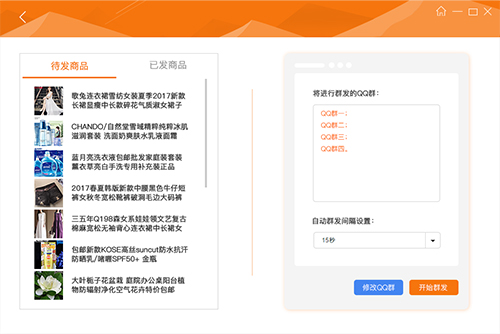 待发商品
已发商品
歌兔连衣裙雪纺女装夏季2017新款
长裙显瘦中长款碎花气质淑女裙子
CHANDO/自然堂雪域精粹纯粹冰肌
滋润套装 洗面奶爽肤水乳液面霜
蓝月亮洗衣液包邮批发家庭装套装
薰衣草亮白手洗专用补充装正品
2017春夏韩版新款中腰黑色牛仔短
裤女秋冬宽松靴裤破洞毛边大码裤
三五年Q198森女系娃娃领文艺复古
棉麻宽松无袖背心连衣裙中长裙女
包邮新款KOSE高丝suncut防水抗汗
防晒乳/啫喱SPF50+ 金瓶
大叶栀子花盆栽 庭院办公桌阳台植
物防辐射净化空气花卉特价包邮
将进行群发的QQ群：
QQ群一；
QQ群二；
QQ群三；
QQ群四。
自动群发间隔设置：
15秒
修改QQ群
开始群发